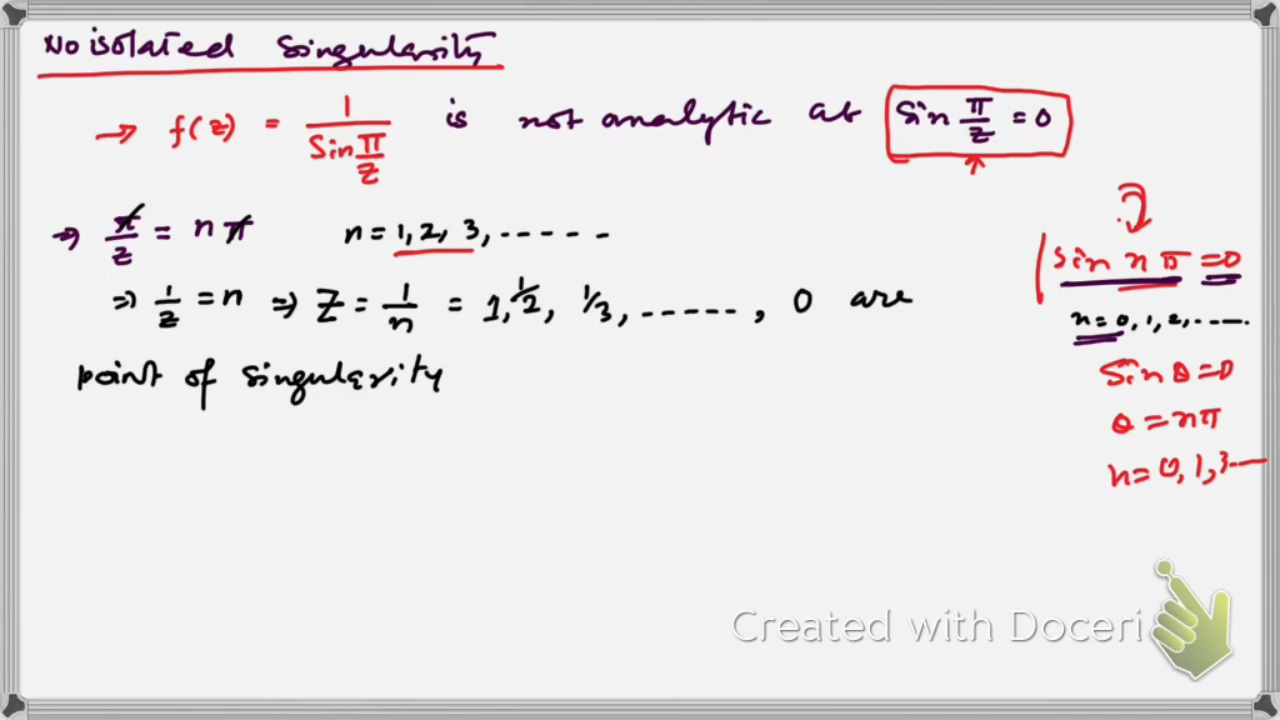 No isolated Singularity
→ f(z) = 1/(Sin π/z) is not analytic at Sin π/z = 0
⇒ π/z = n π n = 1, 2, 3, -----
⇒ 1/z = n ⇒ Z = 1/n = 1, 1/2, 1/3, ------, 0 are
point of singularity
Sin n π = 0
n = 0, 1, 2, -----.
Sin θ = 0
θ = nπ
n = 0, 1, 3---
Created with Doceri